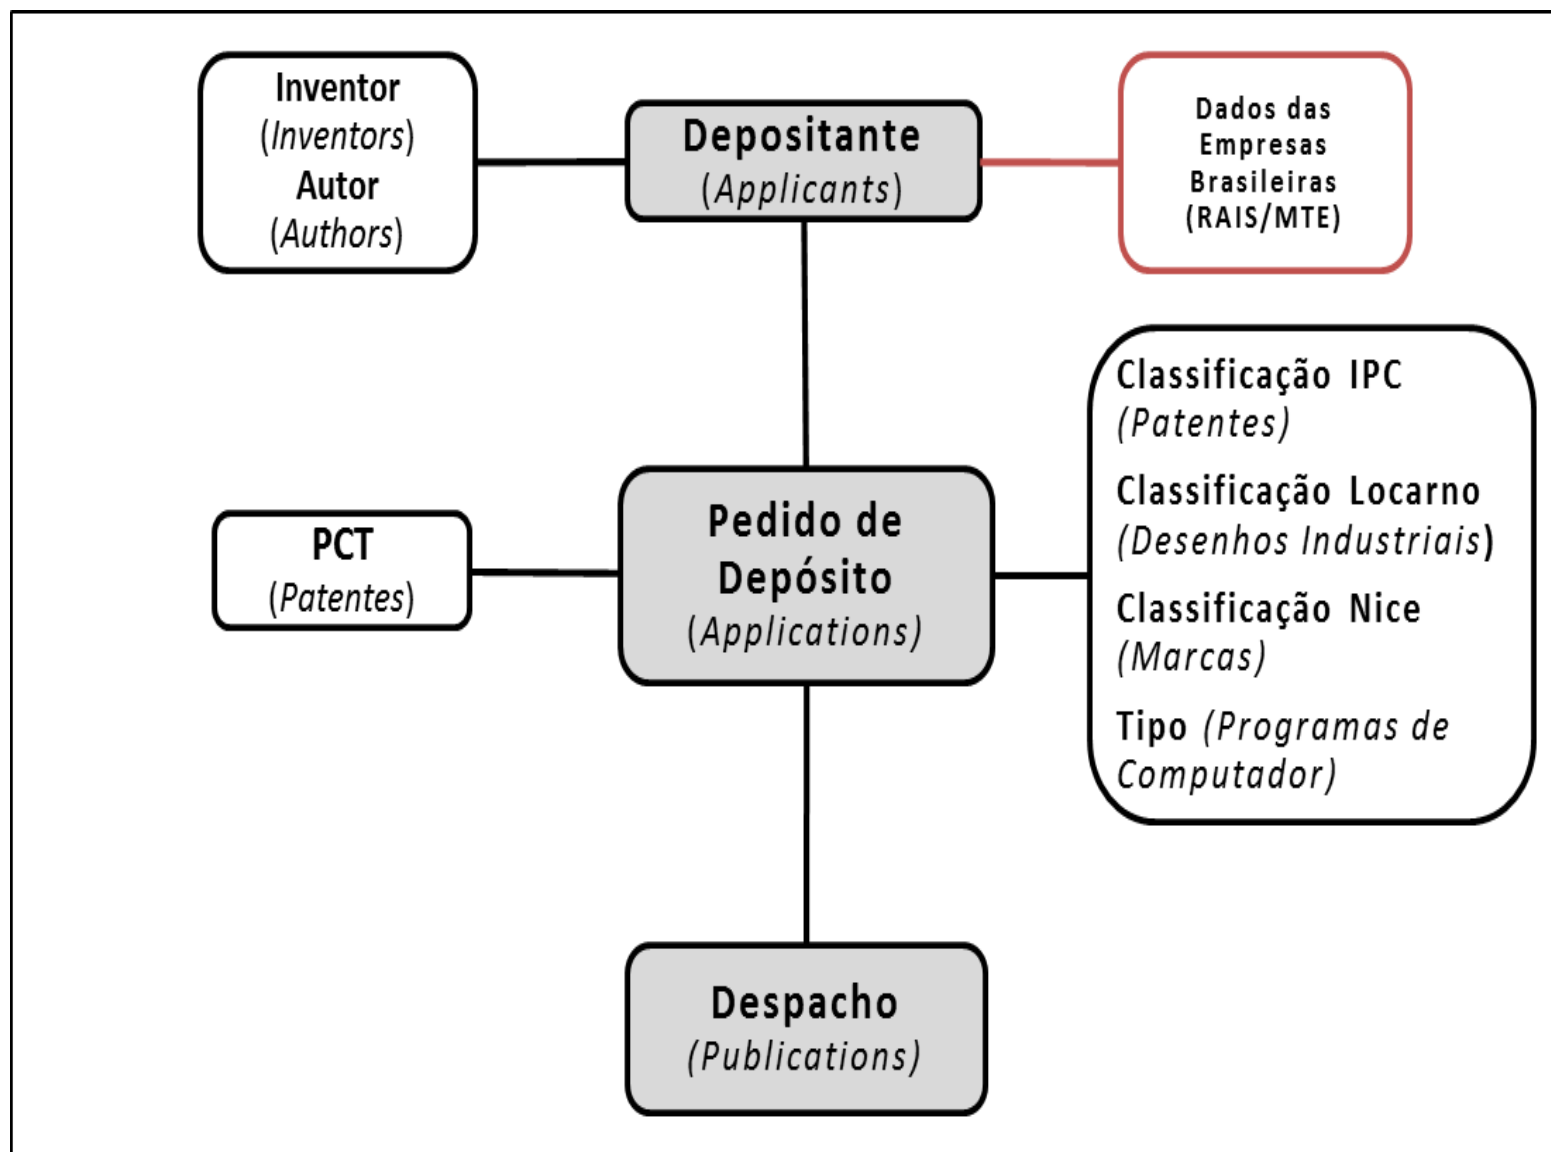 Inventor
(Inventors)
Autor
(Authors)
Depositante
(Applicants)
Dados das
Empresas
Brasileiras
(RAIS/MTE)
PCT
(Patentes)
Pedido de
Depósito
(Applications)
Classificação IPC
(Patentes)
Classificação Locarno
(Desenhos Industriais)
Classificação Nice
(Marcas)
Tipo (Programas de
Computador)
Despacho
(Publications)